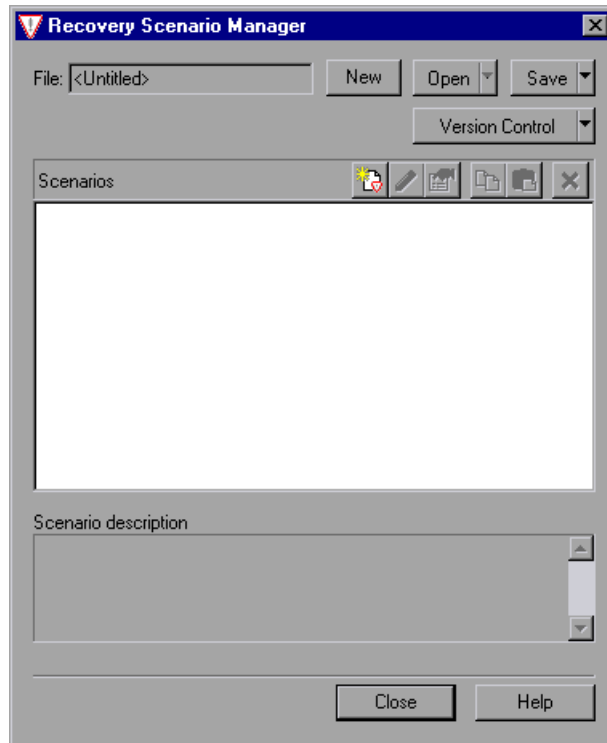 Recovery Scenario Manager
File: <Untitled> New Open Save
Version Control
Scenarios
Scenario description
Close Help